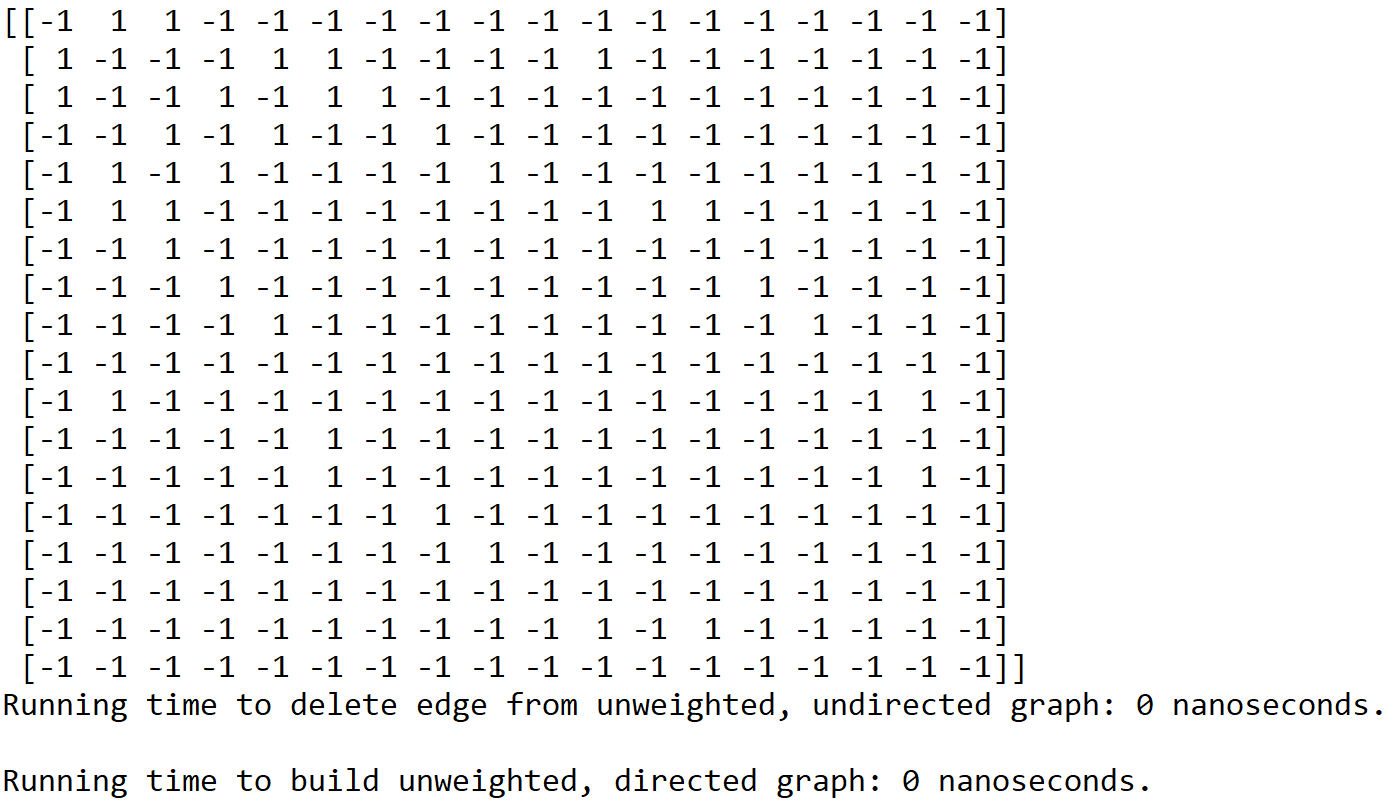 [[-1  1  1 -1 -1 -1 -1 -1 -1 -1 -1 -1 -1 -1 -1 -1 -1 -1]
 [ 1 -1 -1 -1  1  1 -1 -1 -1 -1  1 -1 -1 -1 -1 -1 -1 -1]
 [ 1 -1 -1  1 -1  1  1 -1 -1 -1 -1 -1 -1 -1 -1 -1 -1 -1]
 [-1 -1  1 -1  1 -1 -1  1 -1 -1 -1 -1 -1 -1 -1 -1 -1 -1]
 [-1  1 -1  1 -1 -1 -1 -1  1 -1 -1 -1 -1 -1 -1 -1 -1 -1]
 [-1  1  1 -1 -1 -1 -1 -1 -1 -1 -1  1  1 -1 -1 -1 -1 -1]
 [-1 -1  1 -1 -1 -1 -1 -1 -1 -1 -1 -1 -1 -1 -1 -1 -1 -1]
 [-1 -1 -1  1 -1 -1 -1 -1 -1 -1 -1 -1 -1  1 -1 -1 -1 -1]
 [-1 -1 -1 -1  1 -1 -1 -1 -1 -1 -1 -1 -1 -1  1 -1 -1 -1]
 [-1 -1 -1 -1 -1 -1 -1 -1 -1 -1 -1 -1 -1 -1 -1 -1 -1 -1]
 [-1  1 -1 -1 -1 -1 -1 -1 -1 -1 -1 -1 -1 -1 -1 -1  1 -1]
 [-1 -1 -1 -1 -1  1 -1 -1 -1 -1 -1 -1 -1 -1 -1 -1 -1 -1]
 [-1 -1 -1 -1 -1  1 -1 -1 -1 -1 -1 -1 -1 -1 -1 -1  1 -1]
 [-1 -1 -1 -1 -1 -1 -1  1 -1 -1 -1 -1 -1 -1 -1 -1 -1 -1]
 [-1 -1 -1 -1 -1 -1 -1 -1  1 -1 -1 -1 -1 -1 -1 -1 -1 -1]
 [-1 -1 -1 -1 -1 -1 -1 -1 -1 -1 -1 -1 -1 -1 -1 -1 -1 -1]
 [-1 -1 -1 -1 -1 -1 -1 -1 -1 -1  1 -1  1 -1 -1 -1 -1 -1]
 [-1 -1 -1 -1 -1 -1 -1 -1 -1 -1 -1 -1 -1 -1 -1 -1 -1 -1]]
Running time to delete edge from unweighted, undirected graph: 0 nanoseconds.
Running time to build unweighted, directed graph: 0 nanoseconds.